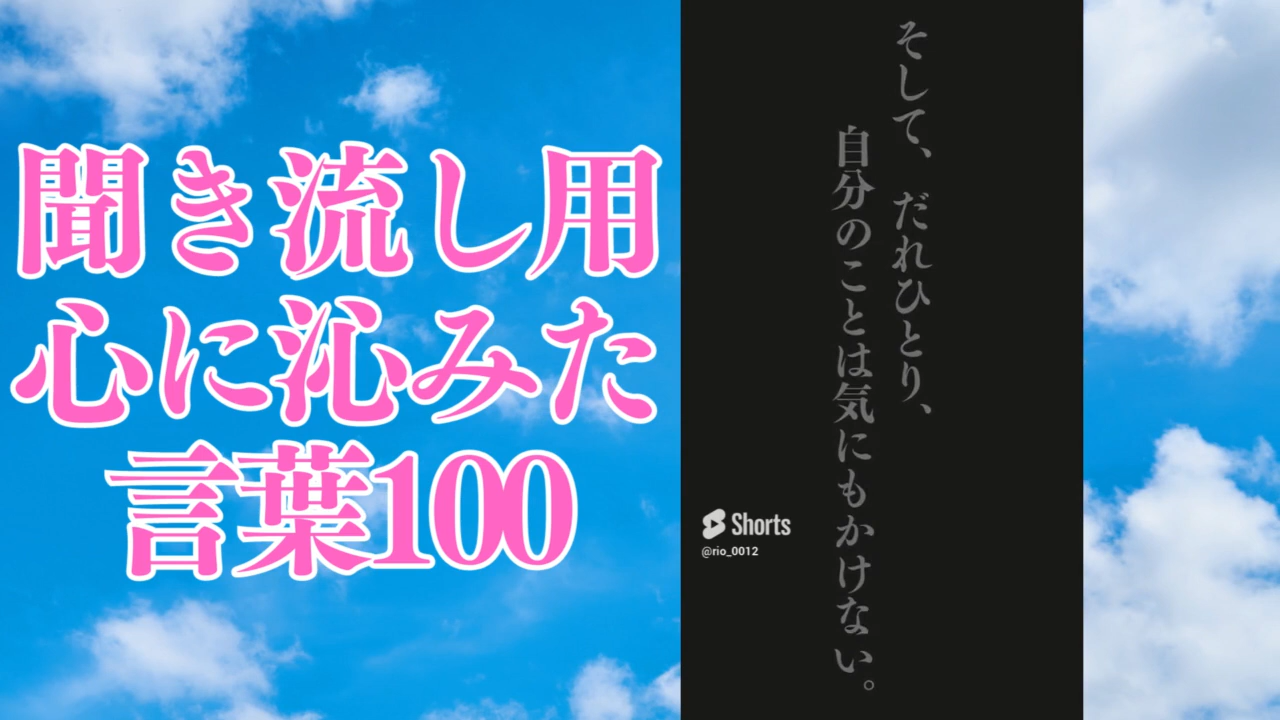 聞き流し用
心に沁みた
言葉100
そして、だれひとり、
自分のことは気にもかけない。
Shorts
@rio_0012